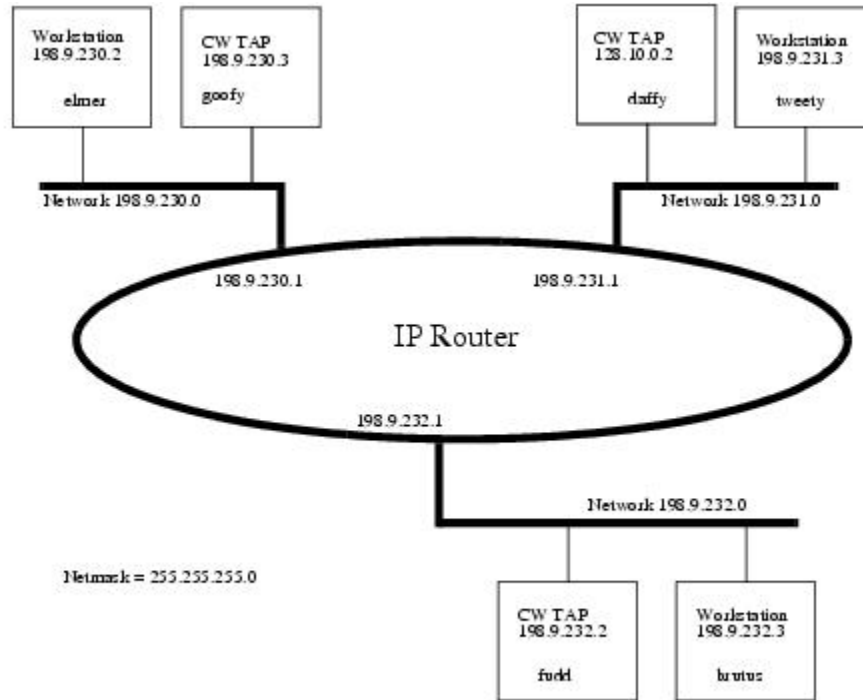 Workstation
198.9.230.2
elmer
CW TAP
198.9.230.3
goofy
CW TAP
128.10.0.2
daffy
Workstation
198.9.231.3
tweety
Network 198.9.230.0
Network 198.9.231.0
198.9.230.1
198.9.231.1
IP Router
198.9.232.1
Network 198.9.232.0
Netmask = 255.255.255.0
CW TAP
198.9.232.2
fudd
Workstation
198.9.232.3
brutus